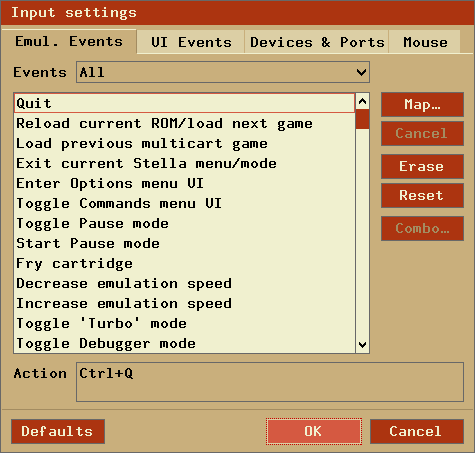 Input settings
Emul. Events UI Events Devices & Ports Mouse
Events All
Quit
Reload current ROM/load next game
Load previous multicart game
Exit current Stella menu/mode
Enter Options menu UI
Toggle Commands menu UI
Toggle Pause mode
Start Pause mode
Fry cartridge
Decrease emulation speed
Increase emulation speed
Toggle 'Turbo' mode
Toggle Debugger mode
Map…
Cancel
Erase
Reset
Combo…
Action Ctrl+Q
Defaults OK Cancel